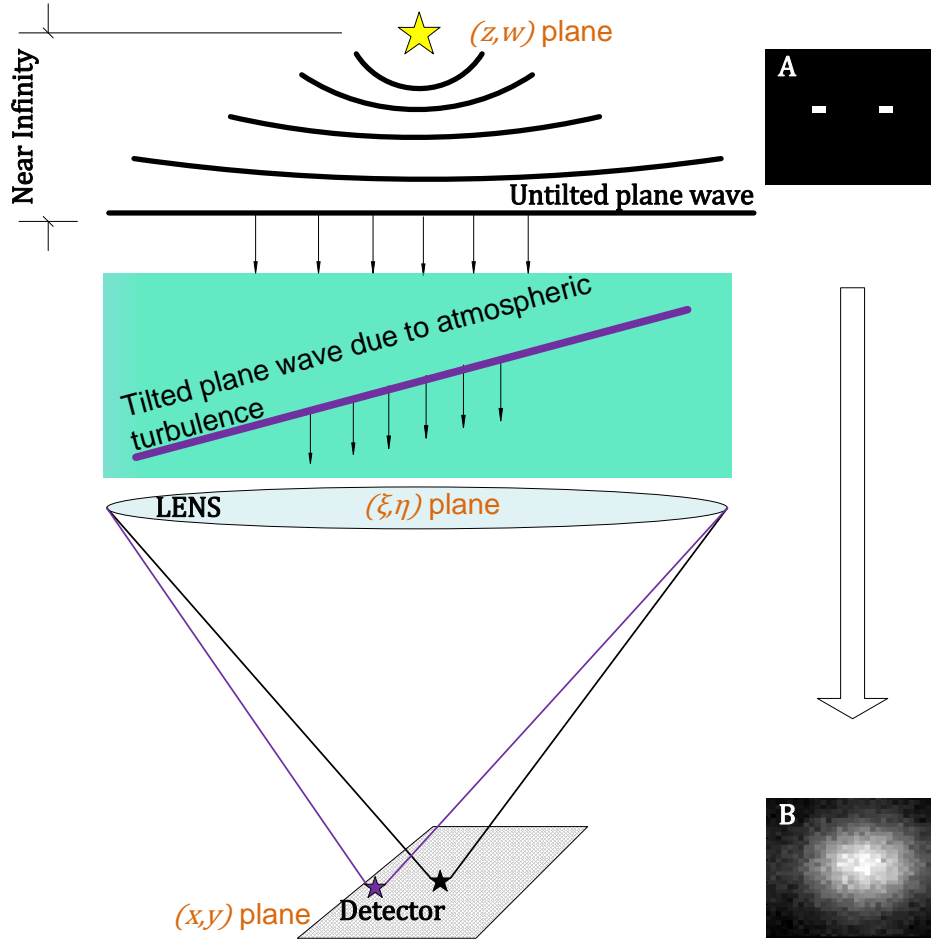 (z,w) plane
A
Near Infinity
Untilted plane wave
Tilted plane wave due to atmospheric
turbulence
LENS
(ξ,η) plane
B
(x,y) plane
Detector